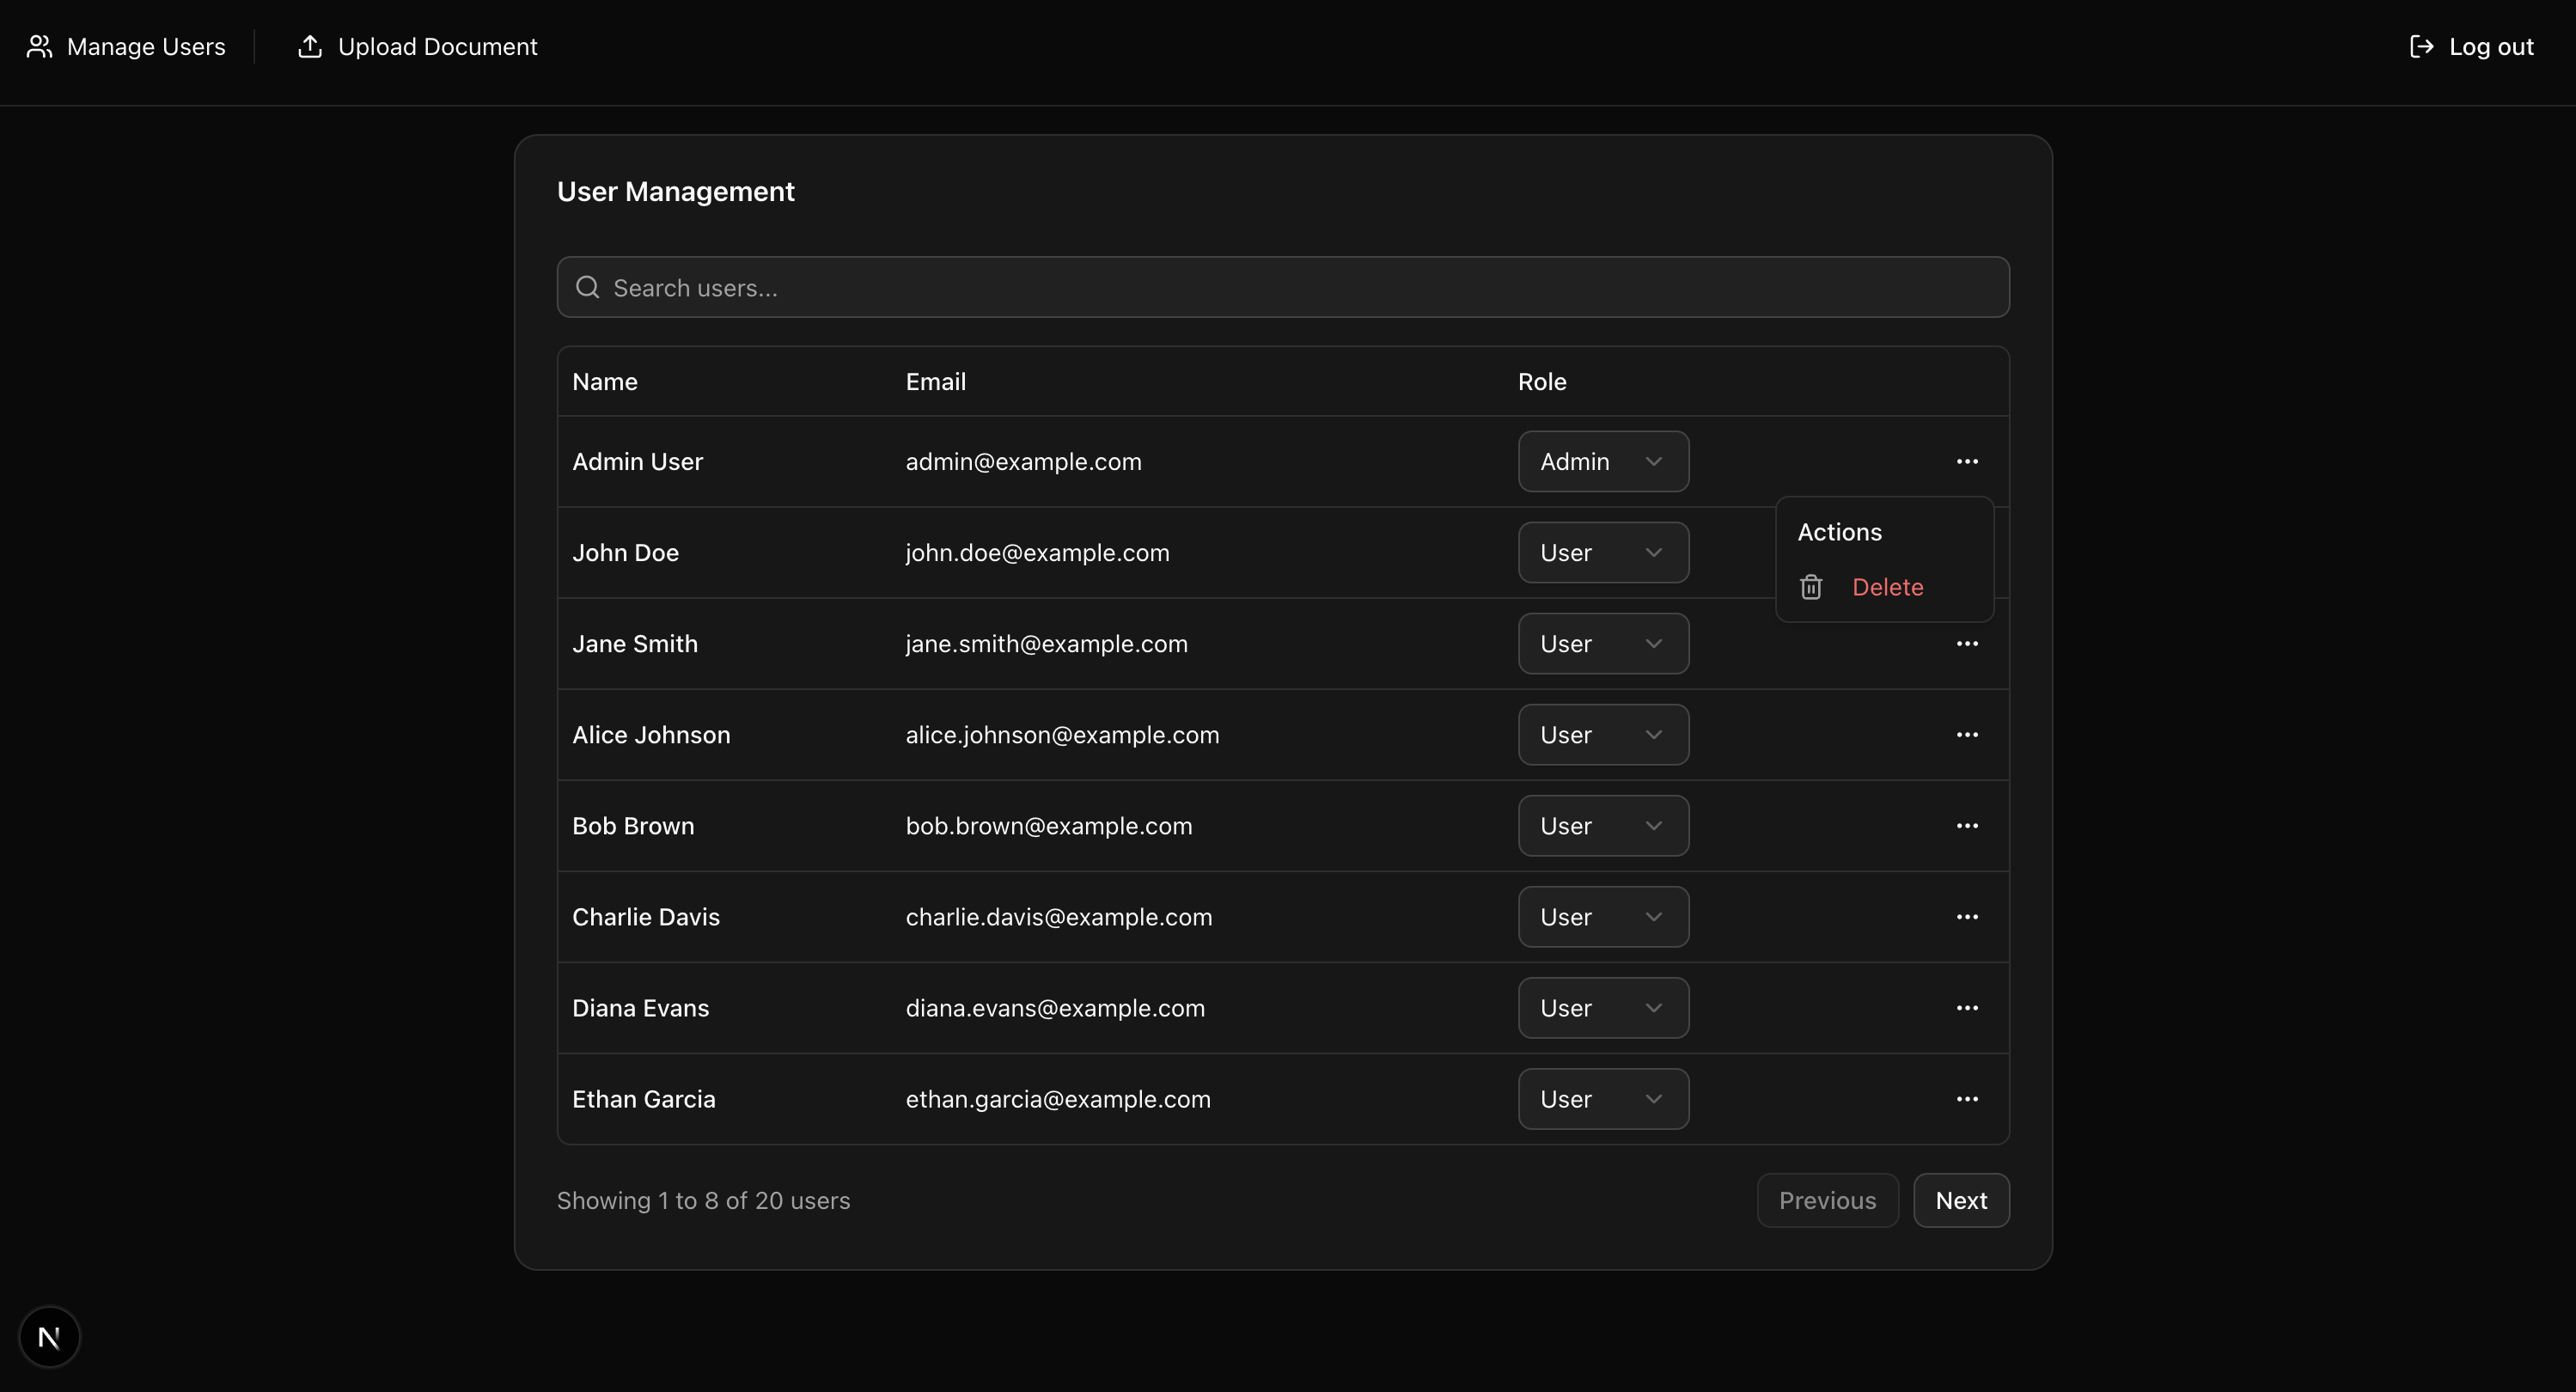 Manage Users
Upload Document
Log out
User Management
Search users...
Name Email Role
Admin User admin@example.com Admin
John Doe john.doe@example.com User
Actions
Delete
Jane Smith jane.smith@example.com User
Alice Johnson alice.johnson@example.com User
Bob Brown bob.brown@example.com User
Charlie Davis charlie.davis@example.com User
Diana Evans diana.evans@example.com User
Ethan Garcia ethan.garcia@example.com User
Showing 1 to 8 of 20 users
Previous
Next
N